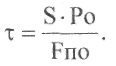 τ = S · Po / Fпо.